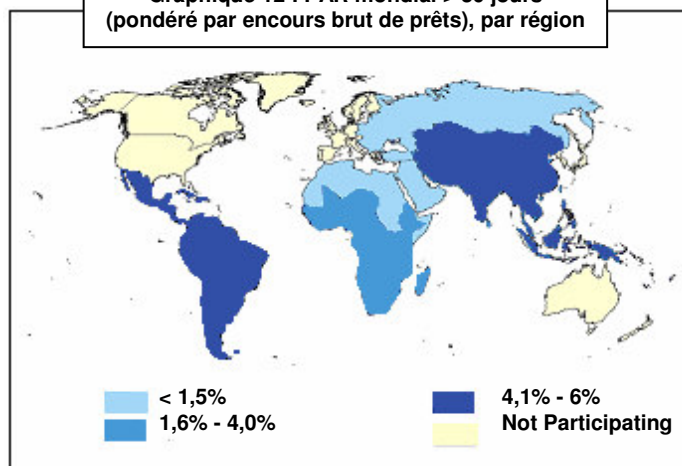 (pondéré par encours brut de prêts), par région
< 1,5%
1,6% - 4,0%
4,1% - 6%
Not Participating